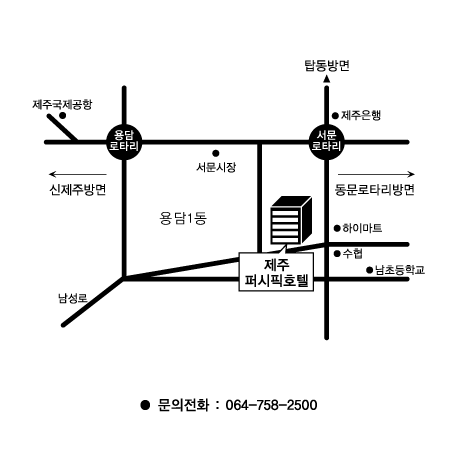 탑동방면
제주국제공항
제주은행
용담
로타리
서문
로타리
서문시장
신제주방면
동문로타리방면
용담1동
하이마트
수협
제주
퍼시픽호텔
남초등학교
남성로
● 문의전화 : 064-758-2500